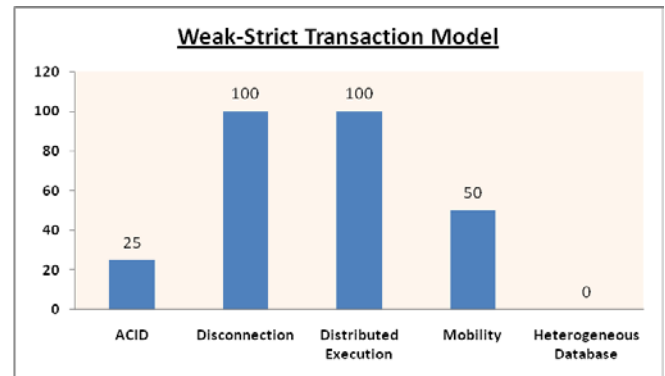 Weak-Strict Transaction Model
120
100
80
60
40
20
0
25
100
100
50
0
ACID
Disconnection
Distributed
Execution
Mobility
Heterogeneous
Database